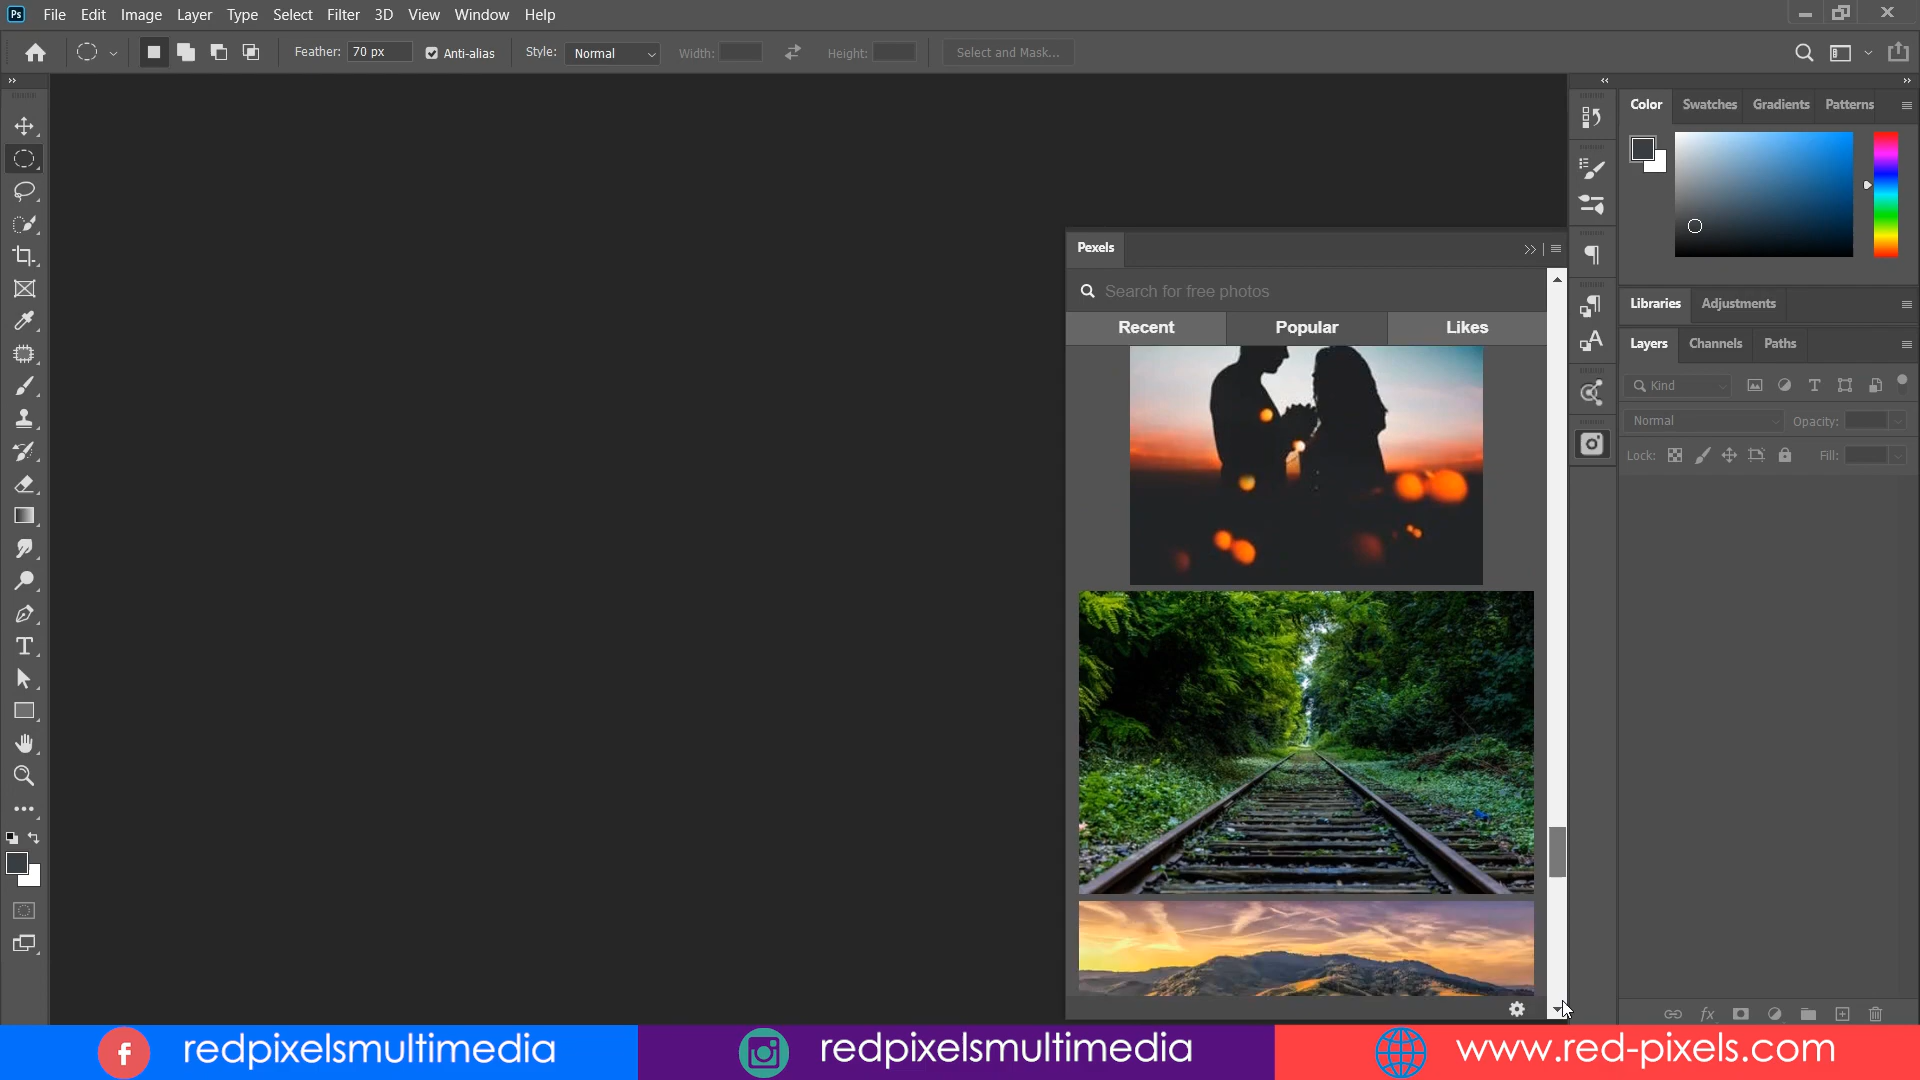 Ps File Edit Image Layer Type Select Filter 3D View Window Help
Feather: 70 px Anti-alias Style: Normal Width: Height: Select and Mask...
Color Swatches Gradients Patterns
Pexels
Search for free photos
Recent Popular Likes
Libraries Adjustments
Layers Channels Paths
Kind
Normal Opacity:
Lock: Fill:
fx
redpixelsmultimedia redpixelsmultimedia www.red-pixels.com